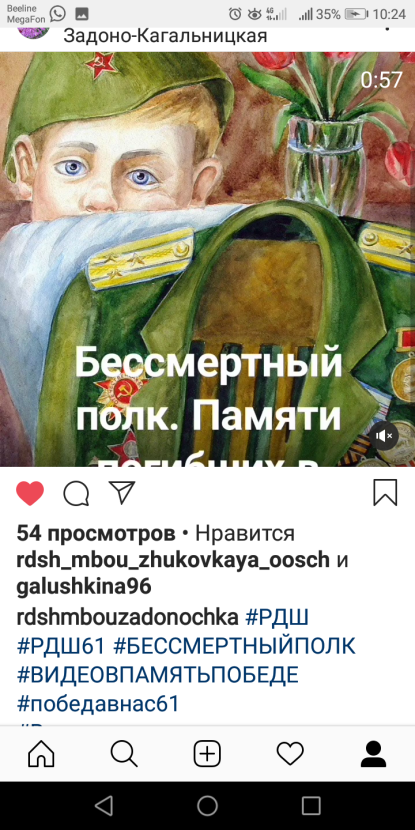 Beeline
MegaFon
4G
35%
10:24
Задоно-Кагальницкая
0:57
Бессмертный
полк. Памяти
погибших в
54 просмотров • Нравится
rdsh_mbou_zhukovkaya_oosch и
galushkina96
rdshmbouzadonochka #РДШ
#РДШ61 #БЕССМЕРТНЫЙПОЛК
#ВИДЕОВПАМЯТЬПОБЕДЕ
#победавнас61